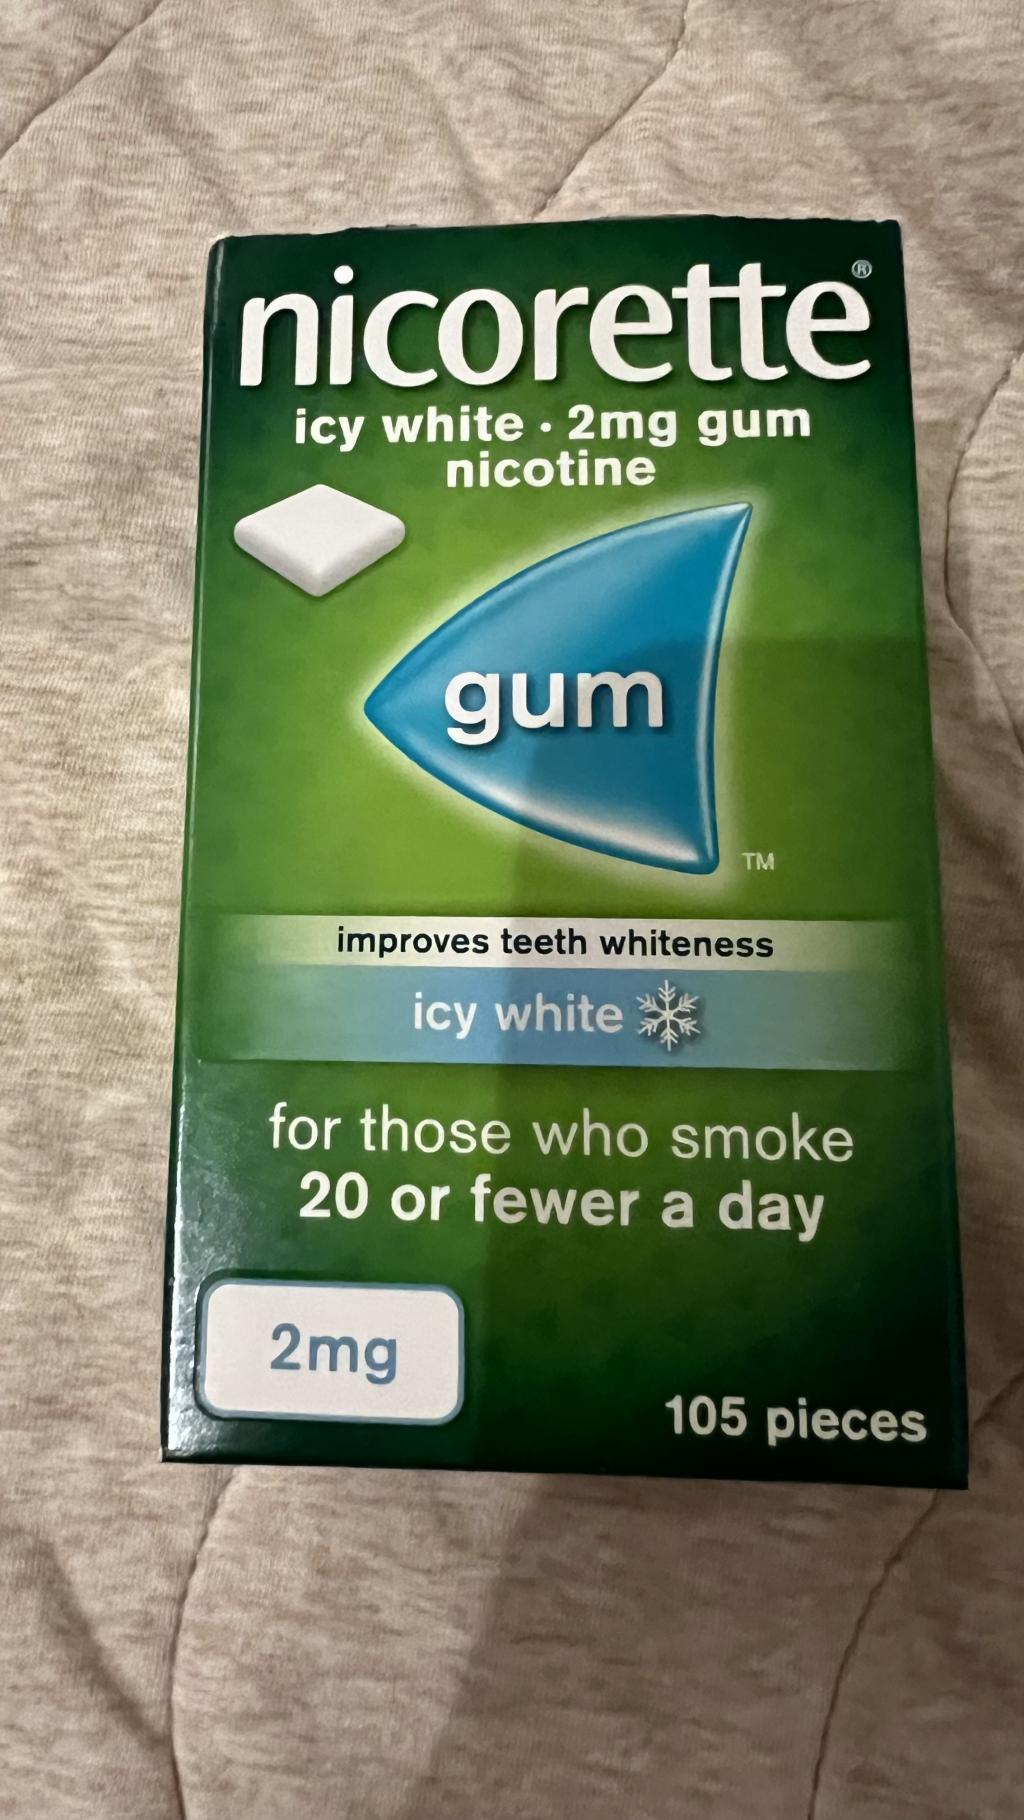 nicorette®
icy white · 2mg gum
nicotine
gum
TM
improves teeth whiteness
icy white
for those who smoke
20 or fewer a day
2mg
105 pieces